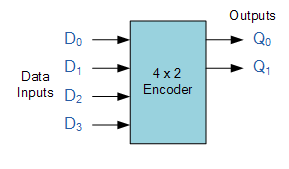 Outputs
D₀
Q₀
D₁
Q₁
Data
Inputs
4 x 2
Encoder
D₂
D₃